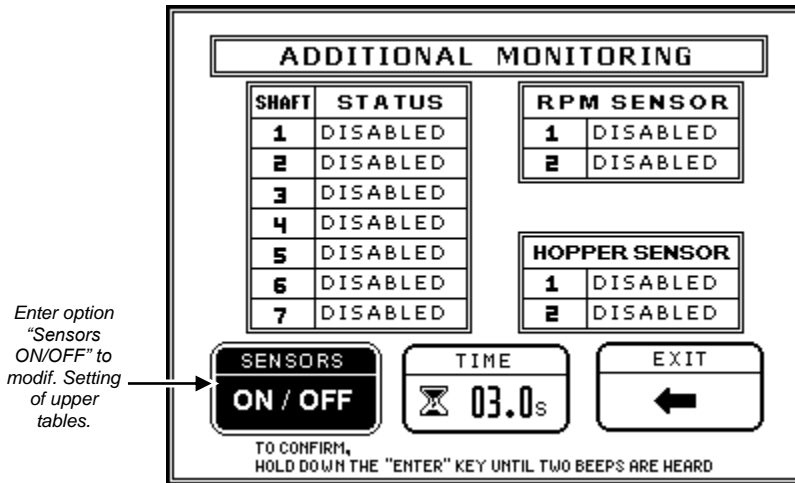 ADDITIONAL MONITORING
SHAFT STATUS
1 DISABLED
2 DISABLED
3 DISABLED
4 DISABLED
5 DISABLED
6 DISABLED
7 DISABLED
RPM SENSOR
1 DISABLED
2 DISABLED
HOPPER SENSOR
1 DISABLED
2 DISABLED
Enter option
“Sensors
ON/OFF” to
modif. Setting
of upper
tables.
SENSORS
ON / OFF
TIME
03.0s
EXIT
TO CONFIRM,
HOLD DOWN THE "ENTER" KEY UNTIL TWO BEEPS ARE HEARD